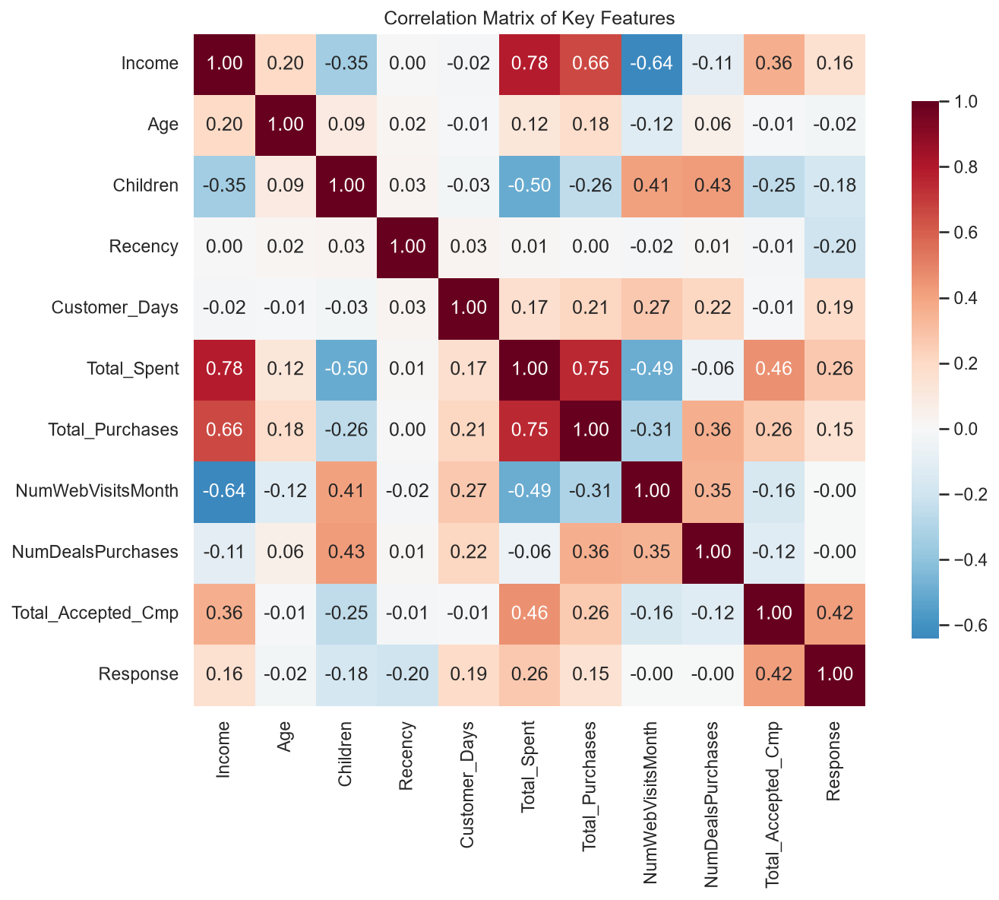 Correlation Matrix of Key Features
Income 1.00 0.20 -0.35 0.00 -0.02 0.78 0.66 -0.64 -0.11 0.36 0.16
Age 0.20 1.00 0.09 0.02 -0.01 0.12 0.18 -0.12 0.06 -0.01 -0.02
Children -0.35 0.09 1.00 0.03 -0.03 -0.50 -0.26 0.41 0.43 -0.25 -0.18
Recency 0.00 0.02 0.03 1.00 0.03 0.01 0.00 -0.02 0.01 -0.01 -0.20
Customer_Days -0.02 -0.01 -0.03 0.03 1.00 0.17 0.21 0.27 0.22 -0.01 0.19
Total_Spent 0.78 0.12 -0.50 0.01 0.17 1.00 0.75 -0.49 -0.06 0.46 0.26
Total_Purchases 0.66 0.18 -0.26 0.00 0.21 0.75 1.00 -0.31 0.36 0.26 0.15
NumWebVisitsMonth -0.64 -0.12 0.41 -0.02 0.27 -0.49 -0.31 1.00 0.35 -0.16 -0.00
NumDealsPurchases -0.11 0.06 0.43 0.01 0.22 -0.06 0.36 0.35 1.00 -0.12 -0.00
Total_Accepted_Cmp 0.36 -0.01 -0.25 -0.01 -0.01 0.46 0.26 -0.16 -0.12 1.00 0.42
Response 0.16 -0.02 -0.18 -0.20 0.19 0.26 0.15 -0.00 -0.00 0.42 1.00
Income
Age
Children
Recency
Customer_Days
Total_Spent
Total_Purchases
NumWebVisitsMonth
NumDealsPurchases
Total_Accepted_Cmp
Response
1.0
0.8
0.6
0.4
0.2
0.0
−0.2
−0.4
−0.6